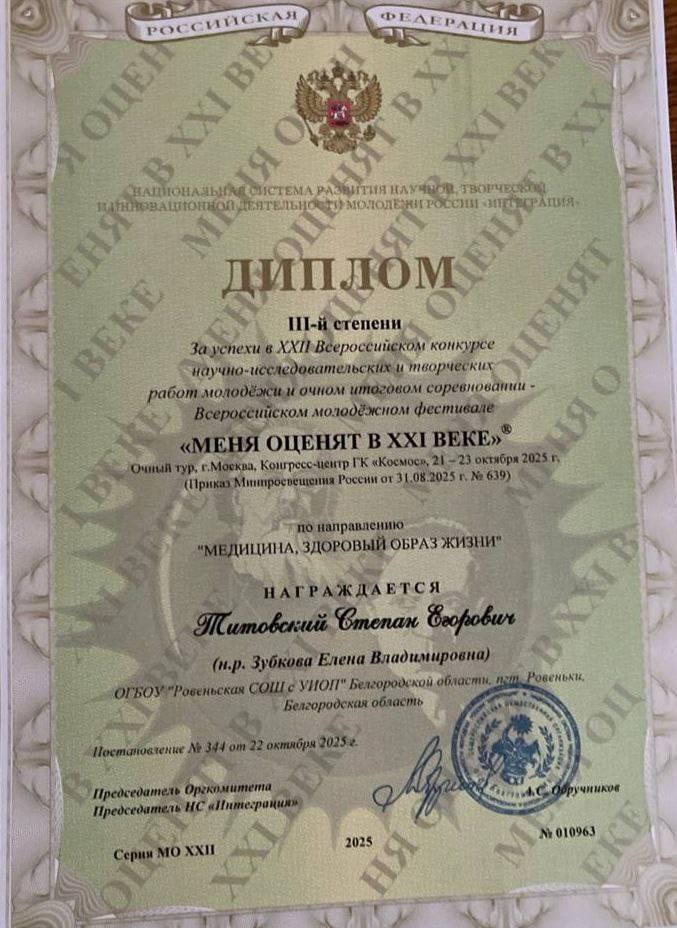 РОССИЙСКАЯ ФЕДЕРАЦИЯ
НАЦИОНАЛЬНАЯ СИСТЕМА РАЗВИТИЯ НАУЧНОЙ, ТВОРЧЕСКОЙ
И ИННОВАЦИОННОЙ ДЕЯТЕЛЬНОСТИ МОЛОДЁЖИ РОССИИ «ИНТЕГРАЦИЯ»
ДИПЛОМ
III-й степени
За успехи в XXII Всероссийском конкурсе
научно-исследовательских и творческих
работ молодёжи и очном итоговом соревновании -
Всероссийском молодёжном фестивале
«МЕНЯ ОЦЕНЯТ В XXI ВЕКЕ»®
Очный тур, г.Москва, Конгресс-центр ГК «Космос», 21 – 23 октября 2025 г.
(Приказ Минпросвещения России от 31.08.2025 г. № 639)
по направлению
"МЕДИЦИНА, ЗДОРОВЫЙ ОБРАЗ ЖИЗНИ"
НАГРАЖДАЕТСЯ
Титовский Степан Егорович
(н.р. Зубкова Елена Владимировна)
ОГБОУ "Ровеньская СОШ с УИОП" Белгородской области, пгт. Ровеньки,
Белгородская область
Постановление № 344 от 22 октября 2025 г.
Председатель Оргкомитета
Председатель НС «Интеграция»
А.С. Обручников
Серия МО XXII
2025
№ 010963